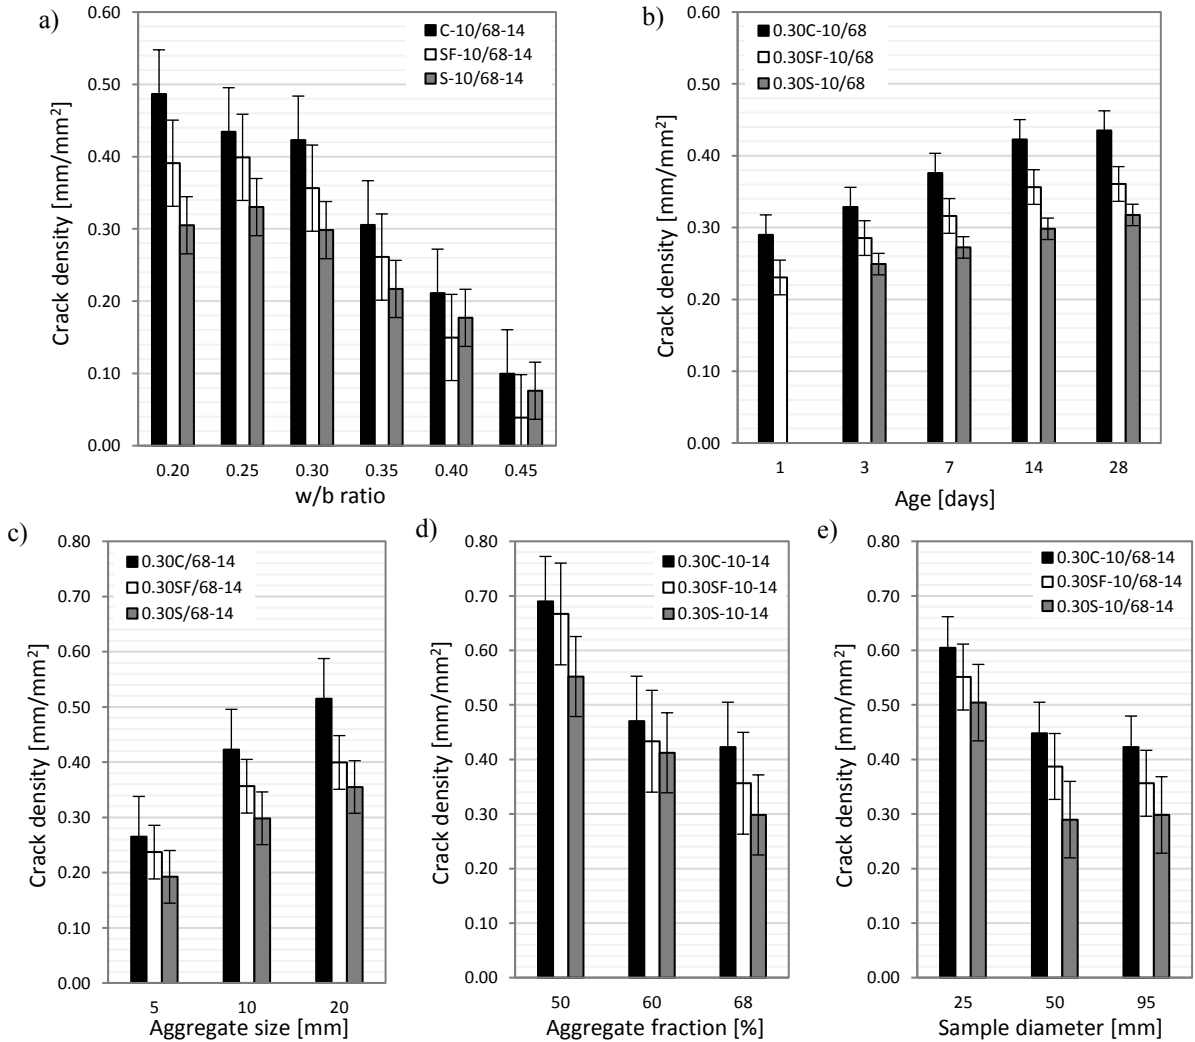 a)
0.60
0.50
0.40
0.30
0.20
0.10
0.00
Crack density [mm/mm²]
C-10/68-14
SF-10/68-14
S-10/68-14
0.20 0.25 0.30 0.35 0.40 0.45
w/b ratio
b)
0.60
0.50
0.40
0.30
0.20
0.10
0.00
Crack density [mm/mm²]
0.30C-10/68
0.30SF-10/68
0.30S-10/68
1 3 7 14 28
Age [days]
c)
0.80
0.70
0.60
0.50
0.40
0.30
0.20
0.10
0.00
Crack density [mm/mm²]
0.30C/68-14
0.30SF/68-14
0.30S/68-14
5 10 20
Aggregate size [mm]
d)
0.80
0.70
0.60
0.50
0.40
0.30
0.20
0.10
0.00
Crack density [mm/mm²]
0.30C-10-14
0.30SF-10-14
0.30S-10-14
50 60 68
Aggregate fraction [%]
e)
0.80
0.70
0.60
0.50
0.40
0.30
0.20
0.10
0.00
Crack density [mm/mm²]
0.30C-10/68-14
0.30SF-10/68-14
0.30S-10/68-14
25 50 95
Sample diameter [mm]